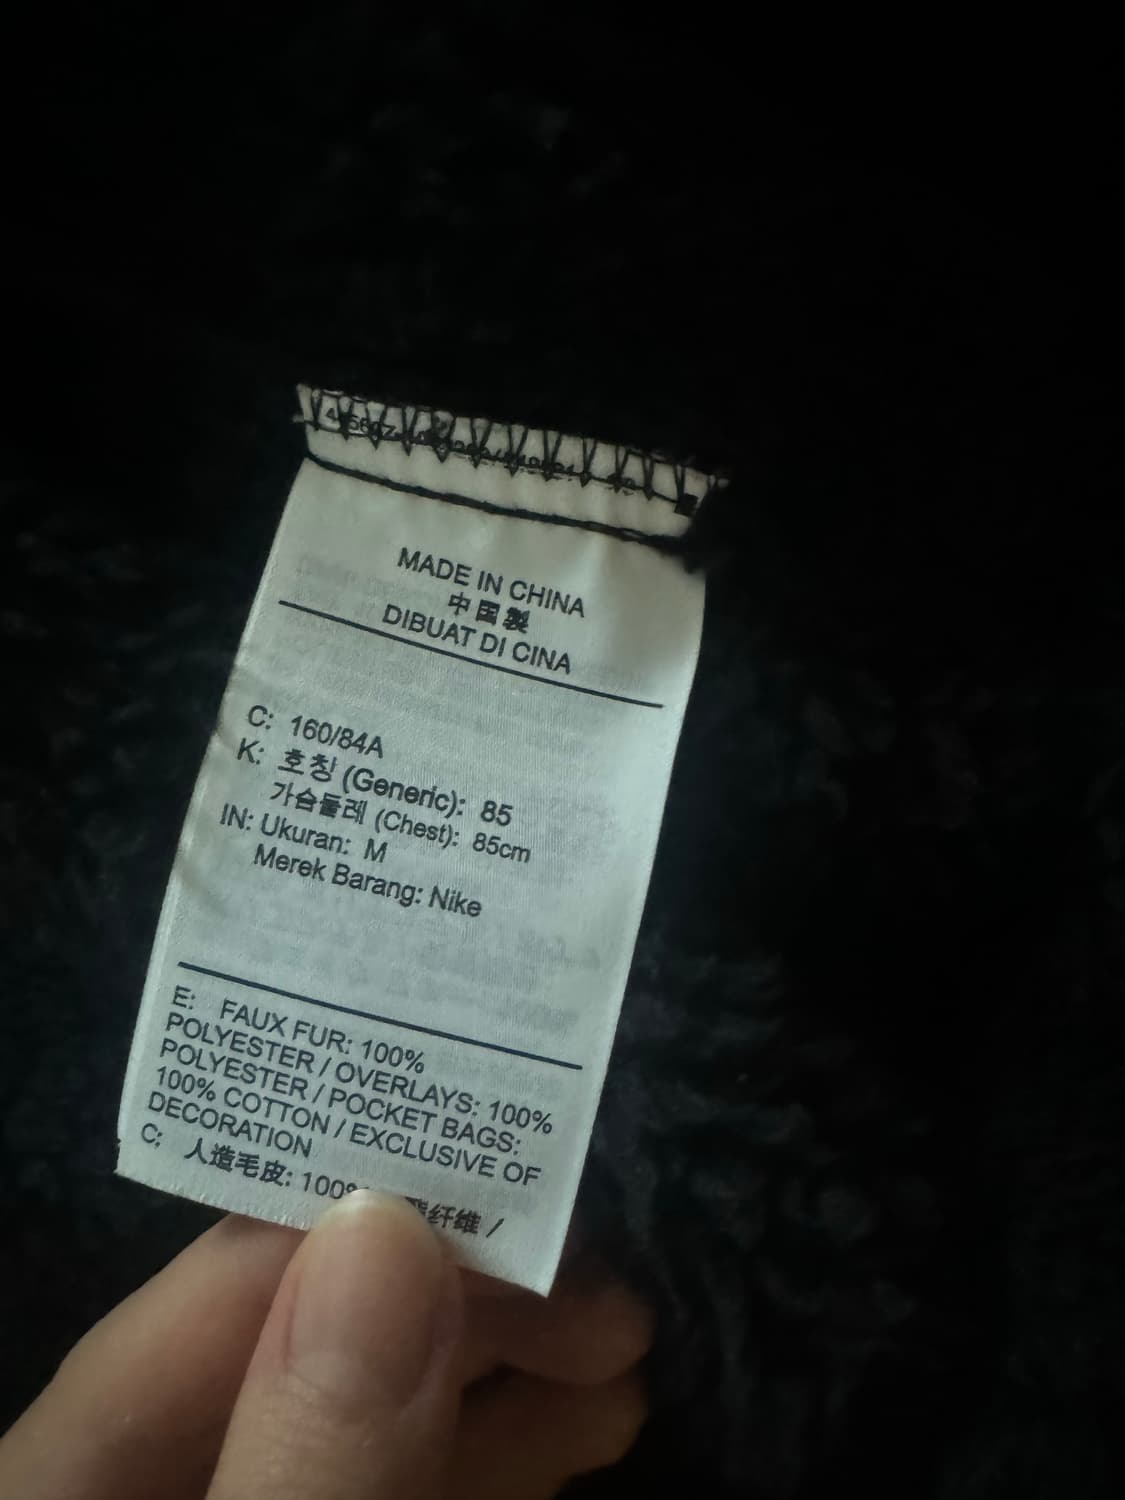 MADE IN CHINA
中国製
DIBUAT DI CINA
C: 160/84A
K: 호칭 (Generic): 85
가슴둘레 (Chest): 85cm
IN: Ukuran: M
Merek Barang: Nike
E: FAUX FUR: 100%
POLYESTER / OVERLAYS: 100%
POLYESTER / POCKET BAGS:
100% COTTON / EXCLUSIVE OF
DECORATION
C: 人造毛皮: 100%
纤维 /